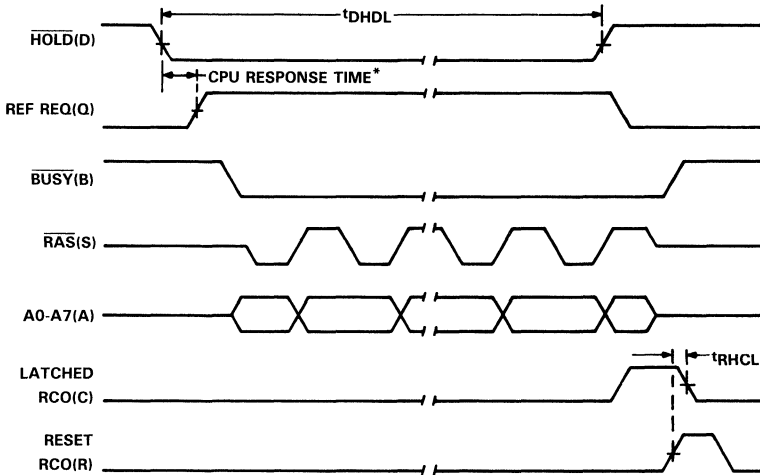 tDHDL
HOLD(D)
CPU RESPONSE TIME*
REF REQ(Q)
BUSY(B)
RAS(S)
A0-A7(A)
LATCHED
RCO(C)
tRHCL
RESET
RCO(R)